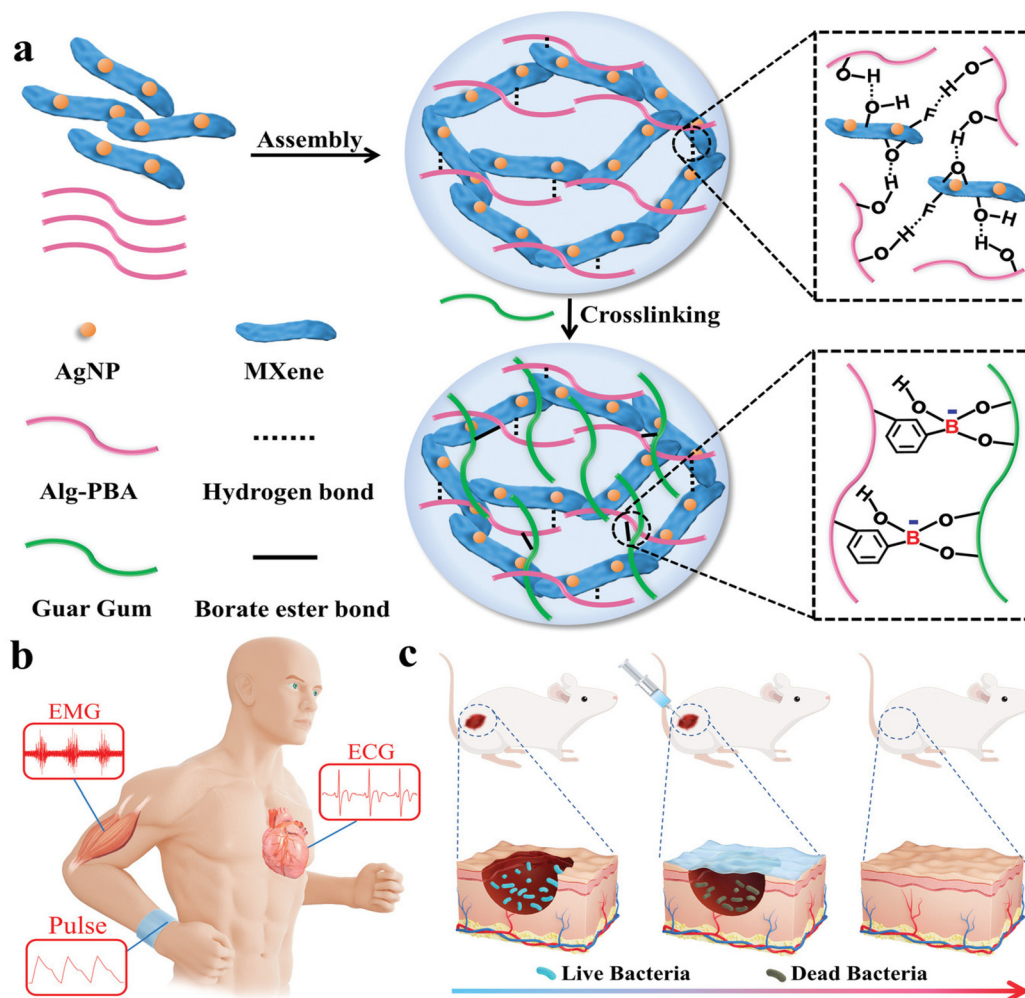 a
Assembly
H
O
O
H
F
H
O
O
H
O
H
O
H
F
O
H
O
H
O
H
O
Crosslinking
AgNP
MXene
Alg-PBA
Hydrogen bond
Guar Gum
Borate ester bond
H
O
B
-
O
O
H
O
B
-
O
O
b
EMG
ECG
Pulse
c
Live Bacteria
Dead Bacteria